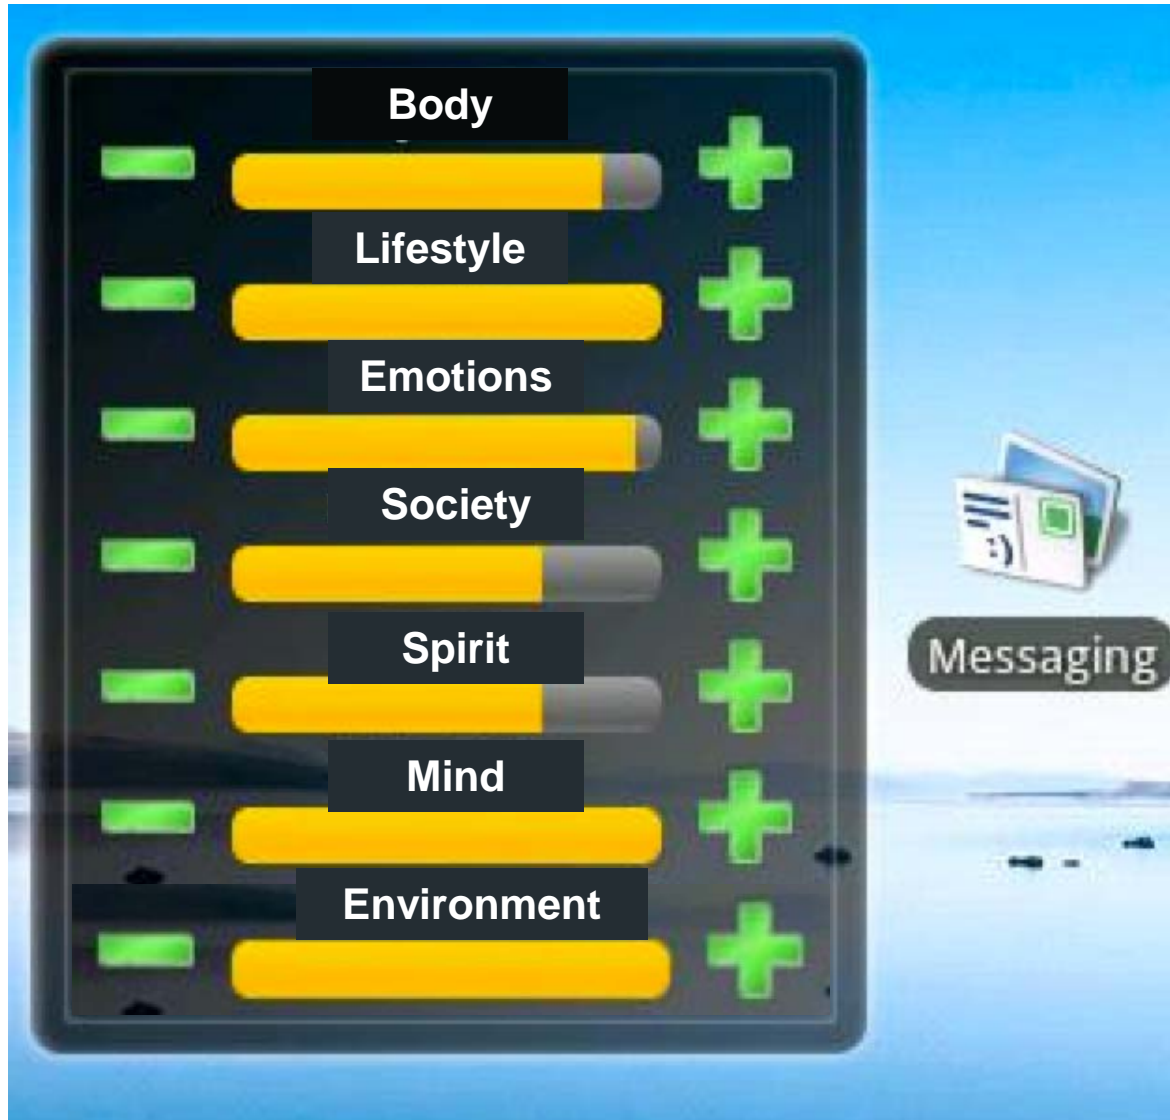 Body
Lifestyle
Emotions
Society
Spirit
Messaging
Mind
Environment